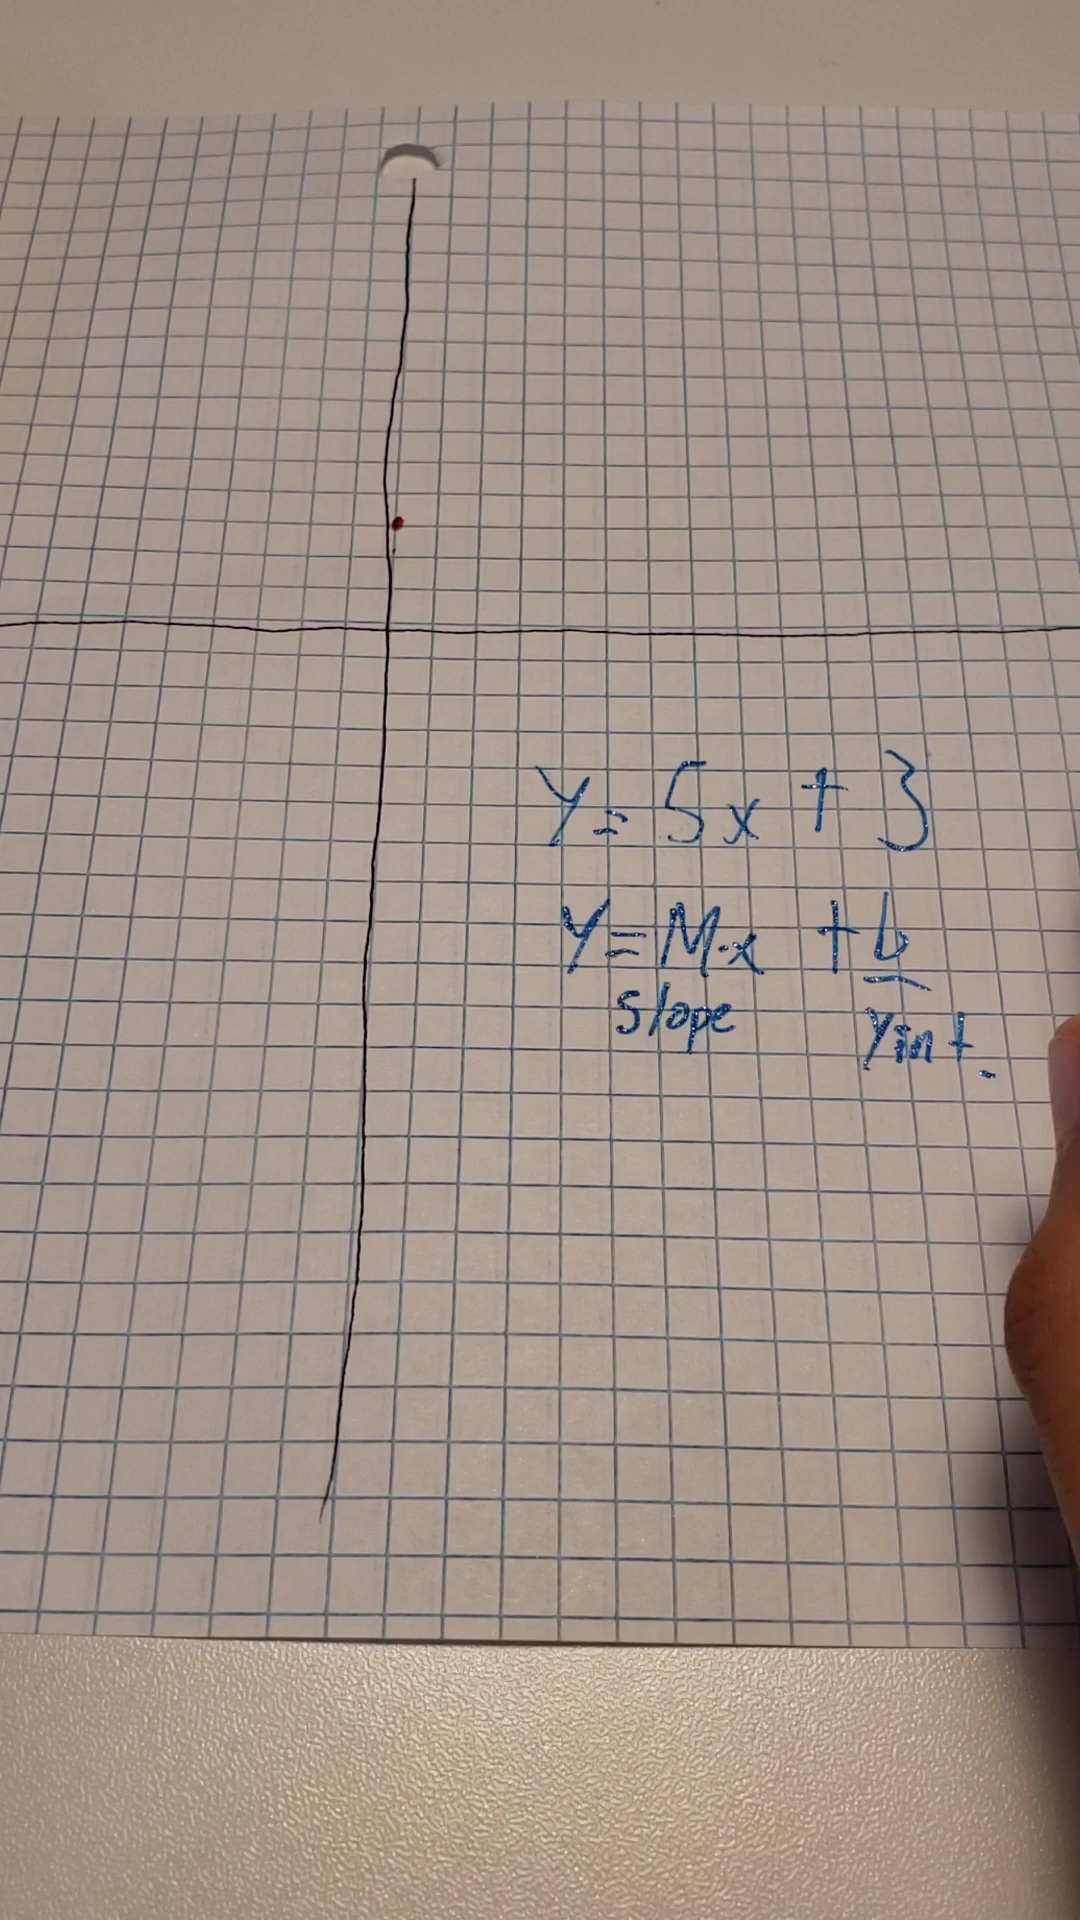 Y = 5x + 3
Y = M·x + b
slope
Yint.